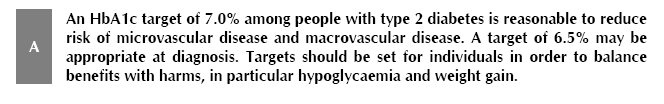 A
An HbA1c target of 7.0% among people with type 2 diabetes is reasonable to reduce
risk of microvascular disease and macrovascular disease. A target of 6.5% may be
appropriate at diagnosis. Targets should be set for individuals in order to balance
benefits with harms, in particular hypoglycaemia and weight gain.